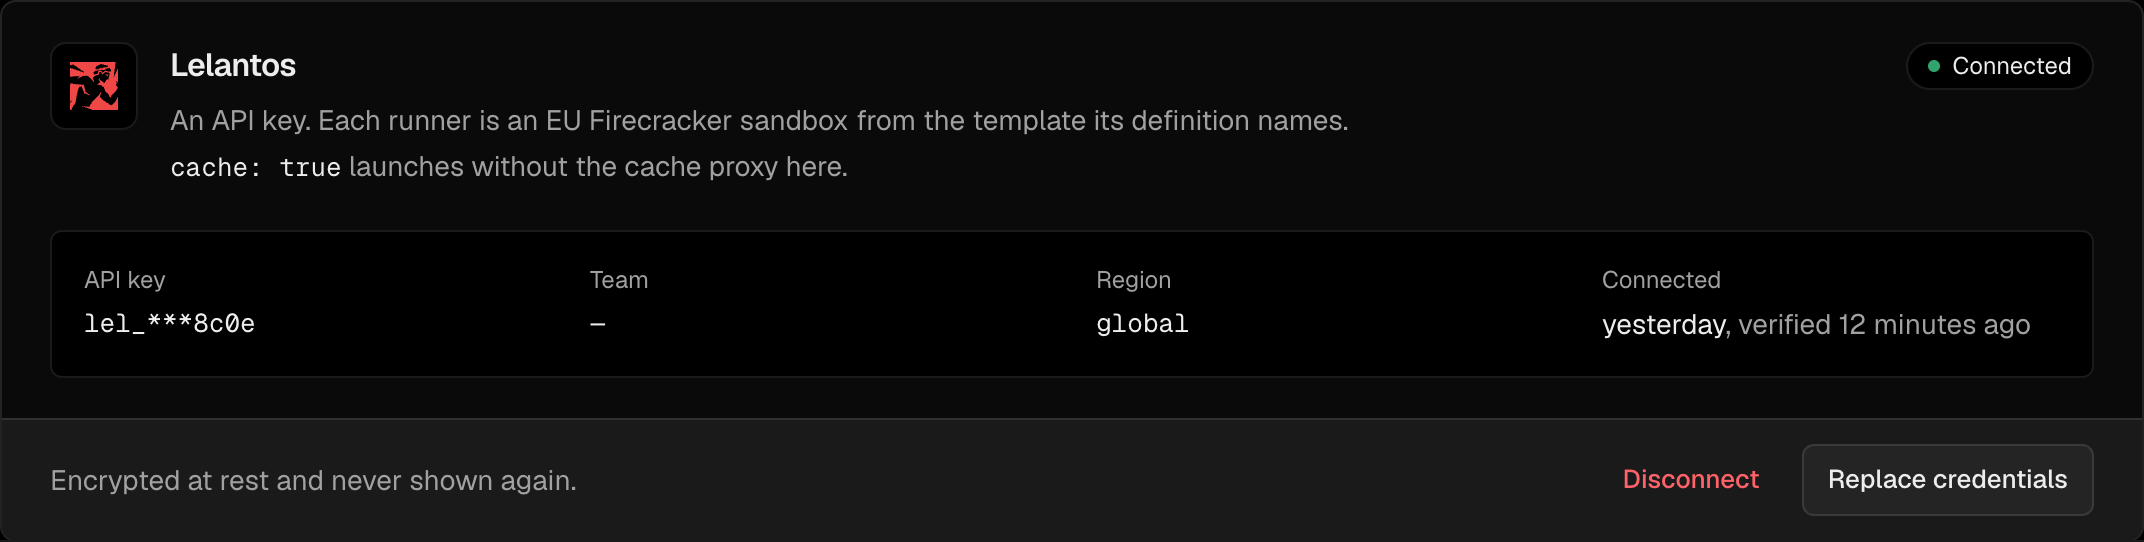 Lelantos
Connected
An API key. Each runner is an EU Firecracker sandbox from the template its definition names.
cache: true launches without the cache proxy here.
API key
Team
Region
Connected
lel_***8c0e
—
global
yesterday, verified 12 minutes ago
Encrypted at rest and never shown again.
Disconnect
Replace credentials